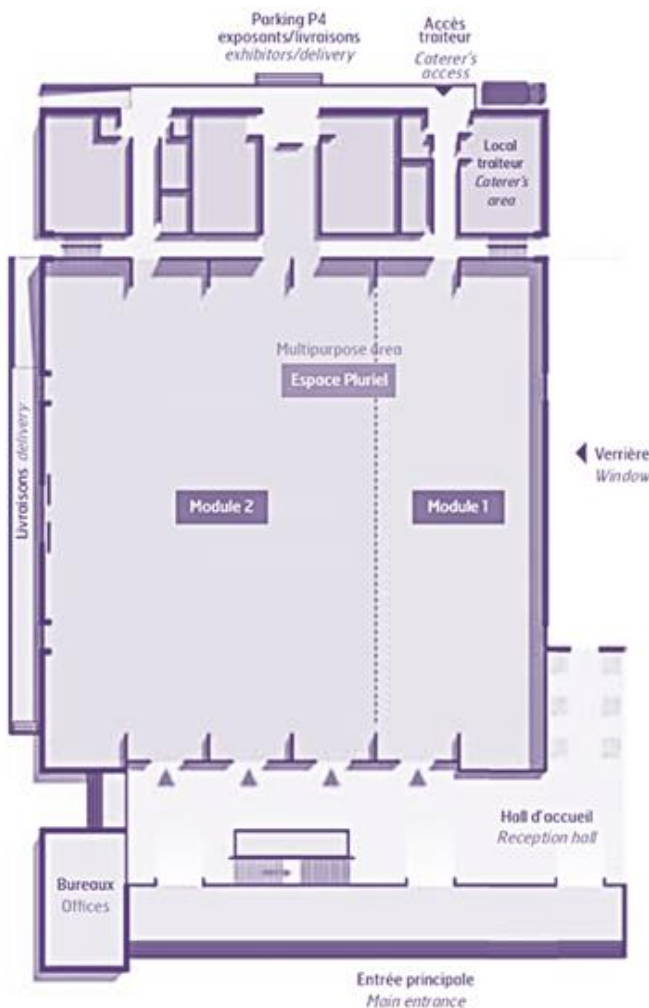 Parking P4
exposants/livraisons
exhibitors/delivery
Accès
traiteur
Caterer's
access
Local
traiteur
Caterer's
area
Multipurpose area
Espace Pluriel
Livraisons delivery
Verrière
Window
Module 2
Module 1
Hall d'accueil
Reception hall
Bureaux
Offices
Entrée principale
Main entrance